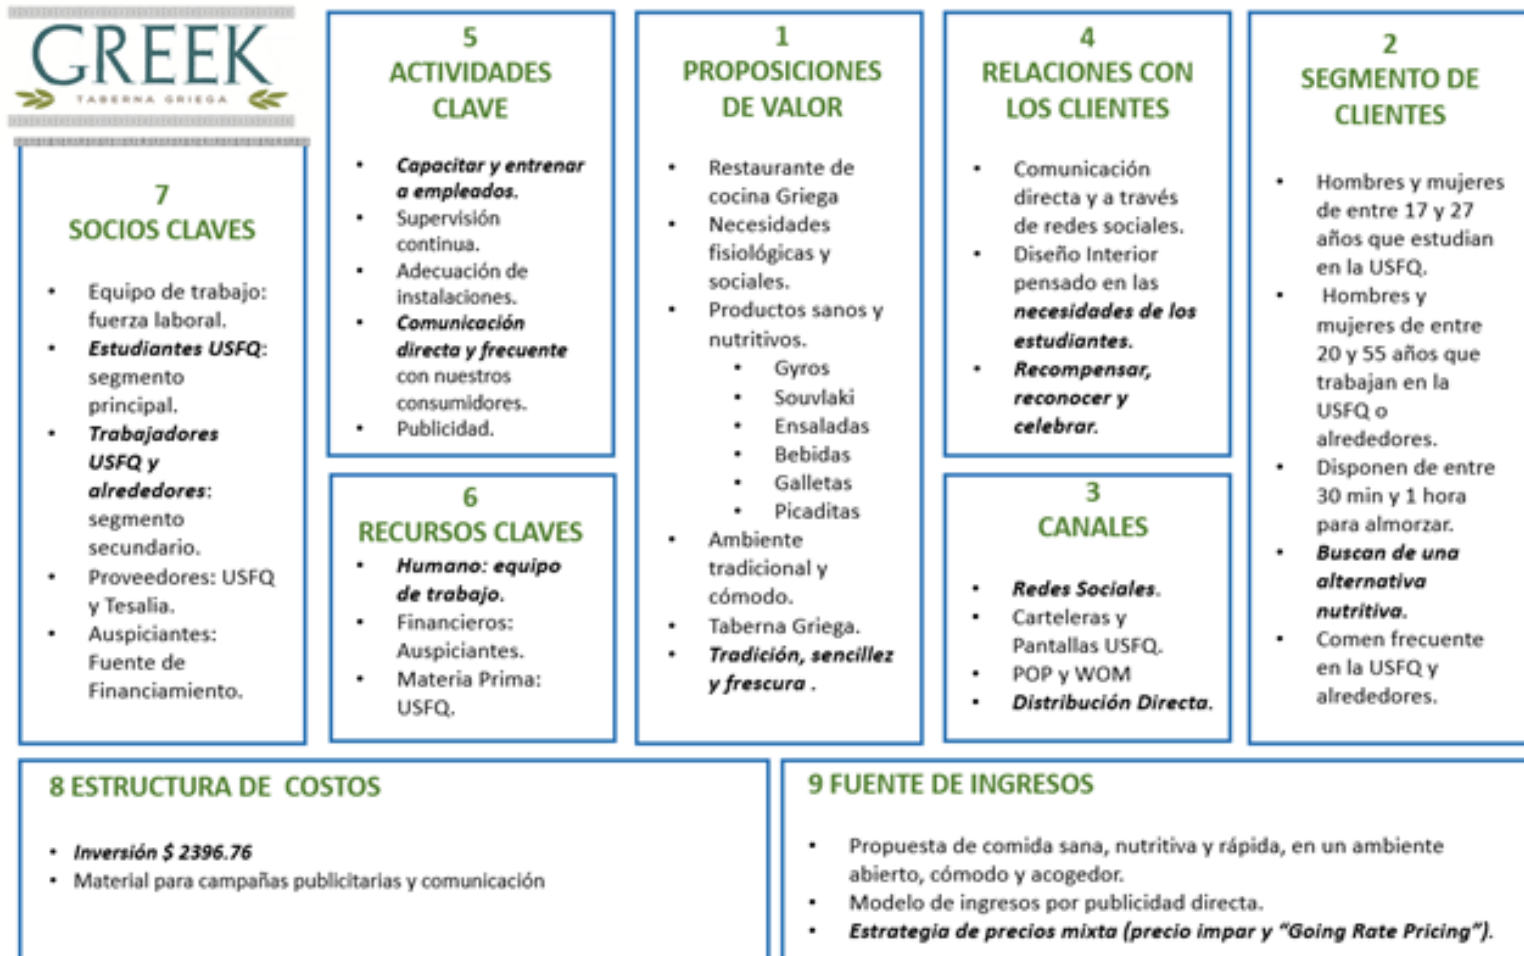 GREEK
TABERNA GRIEGA
7
SOCIOS CLAVES
• Equipo de trabajo:
fuerza laboral.
• Estudiantes USFQ:
segmento
principal.
• Trabajadores
USFQ y
alrededores:
segmento
secundario.
• Proveedores: USFQ
y Tesalia.
• Auspiciantes:
Fuente de
Financiamiento.
5
ACTIVIDADES
CLAVE
• Capacitar y entrenar
a empleados.
• Supervisión
continua.
• Adecuación de
instalaciones.
• Comunicación
directa y frecuente
con nuestros
consumidores.
• Publicidad.
6
RECURSOS CLAVES
• Humano: equipo
de trabajo.
• Financieros:
Auspiciantes.
• Materia Prima:
USFQ.
1
PROPOSICIONES
DE VALOR
• Restaurante de
cocina Griega
• Necesidades
fisiológicas y
sociales.
• Productos sanos y
nutritivos.
• Gyros
• Souvlaki
• Ensaladas
• Bebidas
• Galletas
• Picaditas
• Ambiente
tradicional y
cómodo.
• Taberna Griega.
• Tradición, sencillez
y frescura .
4
RELACIONES CON
LOS CLIENTES
• Comunicación
directa y a través
de redes sociales.
• Diseño Interior
pensado en las
necesidades de los
estudiantes.
• Recompensar,
reconocer y
celebrar.
3
CANALES
• Redes Sociales.
• Carteleras y
Pantallas USFQ.
• POP y WOM
• Distribución Directa.
2
SEGMENTO DE
CLIENTES
• Hombres y mujeres
de entre 17 y 27
años que estudian
en la USFQ.
• Hombres y
mujeres de entre
20 y 55 años que
trabajan en la
USFQ o
alrededores.
• Disponen de entre
30 min y 1 hora
para almorzar.
• Buscan de una
alternativa
nutritiva.
• Comen frecuente
en la USFQ y
alrededores.
8 ESTRUCTURA DE COSTOS
• Inversión $ 2396.76
• Material para campañas publicitarias y comunicación
9 FUENTE DE INGRESOS
• Propuesta de comida sana, nutritiva y rápida, en un ambiente
abierto, cómodo y acogedor.
• Modelo de ingresos por publicidad directa.
• Estrategia de precios mixta (precio impar y “Going Rate Pricing”).